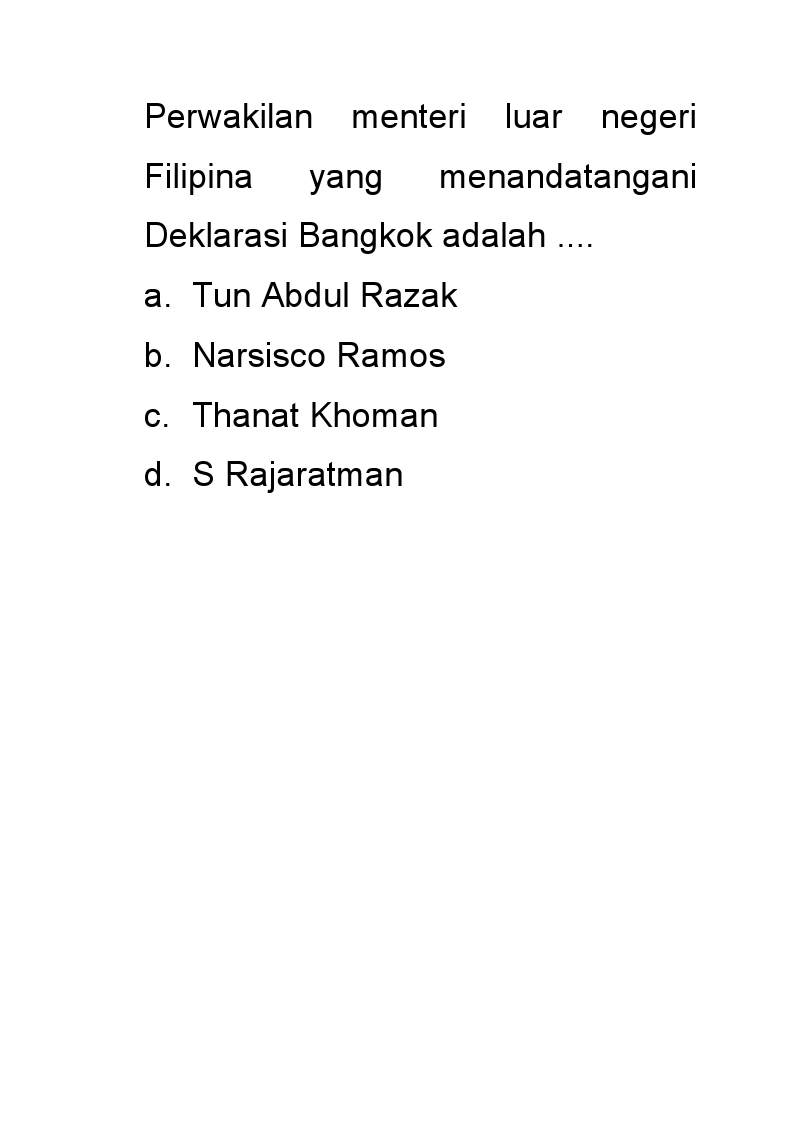 Perwakilan menteri luar negeri
Filipina yang menandatangani
Deklarasi Bangkok adalah ....
a. Tun Abdul Razak
b. Narsisco Ramos
c. Thanat Khoman
d. S Rajaratman